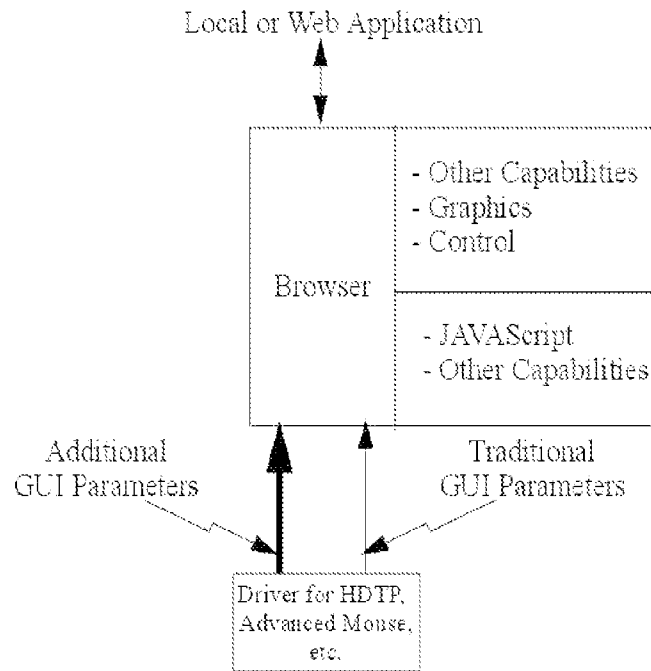 Local or Web Application
- Other Capabilities
- Graphics
- Control
Browser
- JAVAScript
- Other Capabilities
Additional
GUI Parameters
Traditional
GUI Parameters
Driver for HDTP,
Advanced Mouse,
etc.